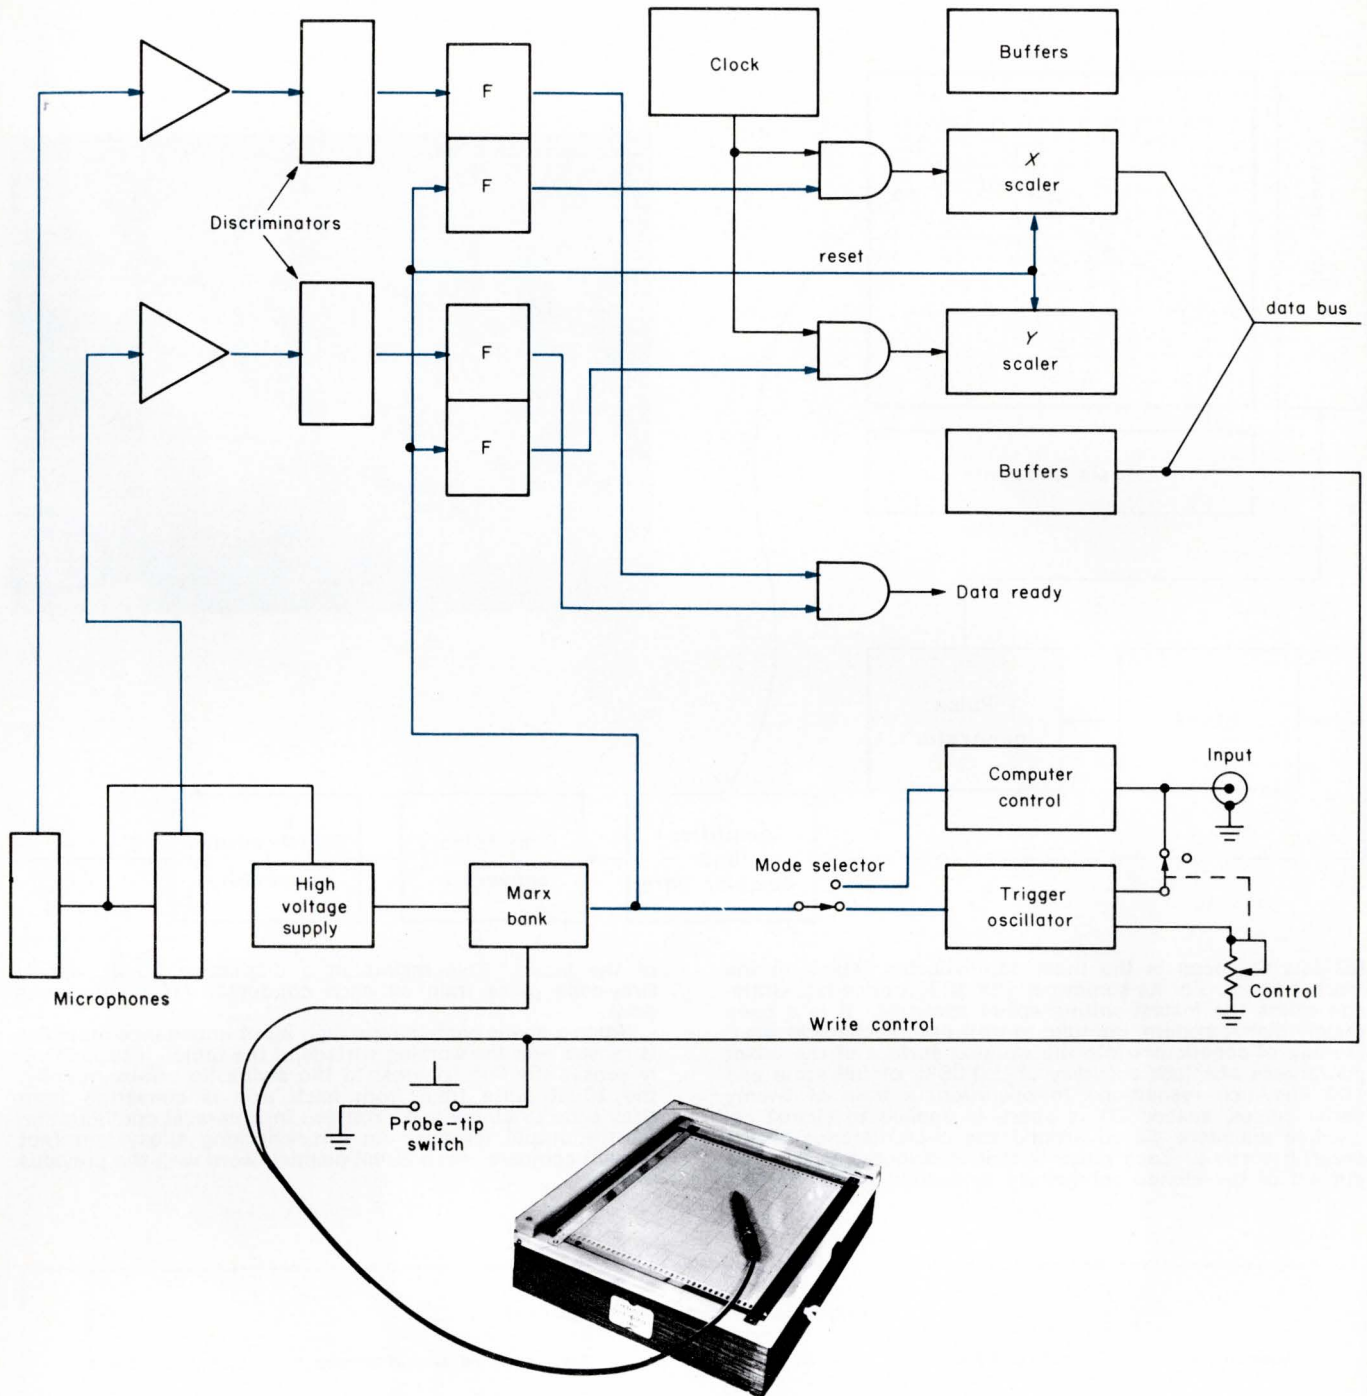 Clock
Buffers
F
X
scaler
F
Discriminators
reset
data bus
F
Y
scaler
F
Buffers
Data ready
Input
Computer
control
Mode selector
High
voltage
supply
Marx
bank
Trigger
oscillator
Microphones
Control
Write control
Probe-tip
switch